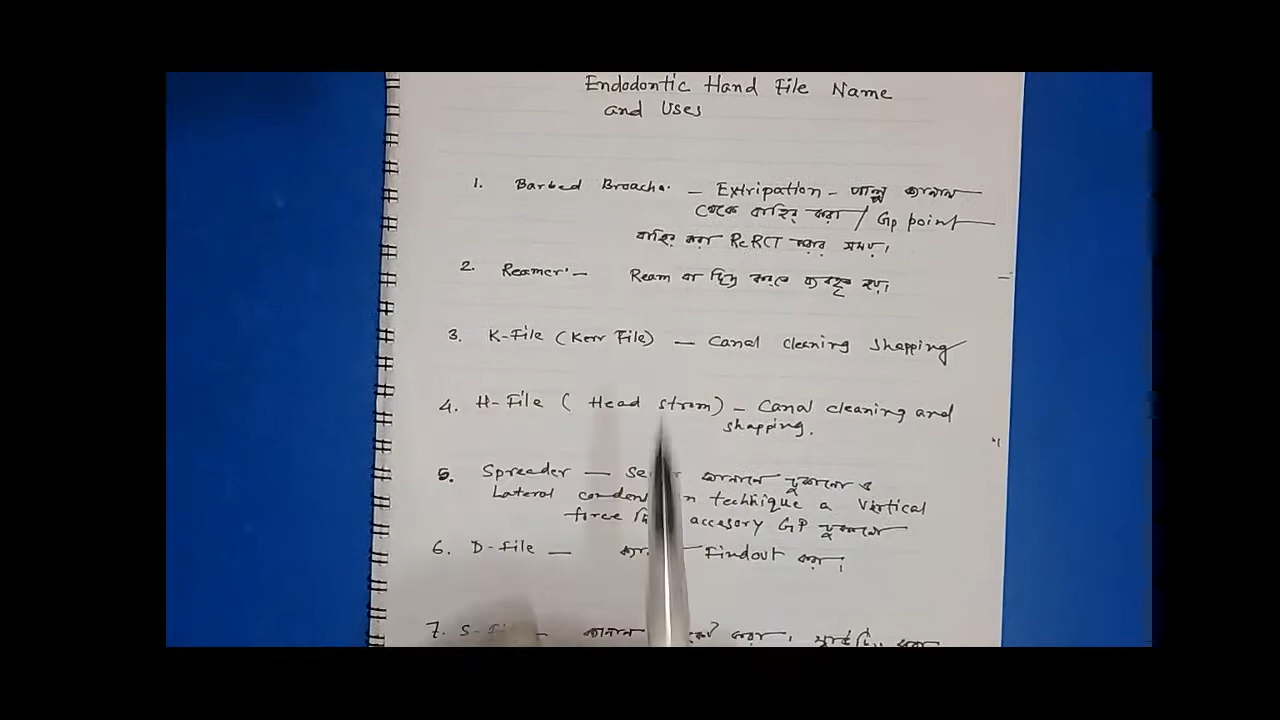 Endodontic Hand File Name
and Uses
1. Barbed Broach. - Extripation - পাল্প ক্যানাল
থেকে বাহির করা / Gp point
বাহির করা ReRCT করার সময়।
2. Reamer:- Ream বা ছিদ্র করতে ব্যবহৃত হয়।
3. K-File (Kerr File) - Canal cleaning shapping
4. H-File ( Head strom) - Canal cleaning and
shapping.
5. Spreader - ক্যানালে ঢুকানো ও
Lateral technique a vertical
force accesory GP ঢুকানো
6. D-File - Findout করা।
7. ক্যানাল করা।